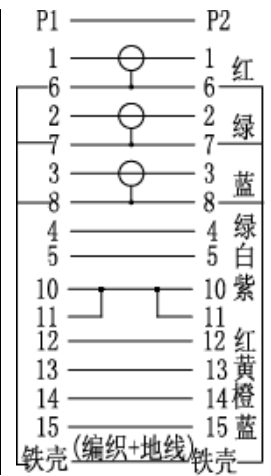 P1 P2
1 1 红
6 6
2 2 绿
7 7
3 3 蓝
8 8
4 4 绿
5 5 白
10 10 紫
11 11
12 12 红
13 13 黄
14 14 橙
15 15 蓝
铁壳 (编织+地线) 铁壳